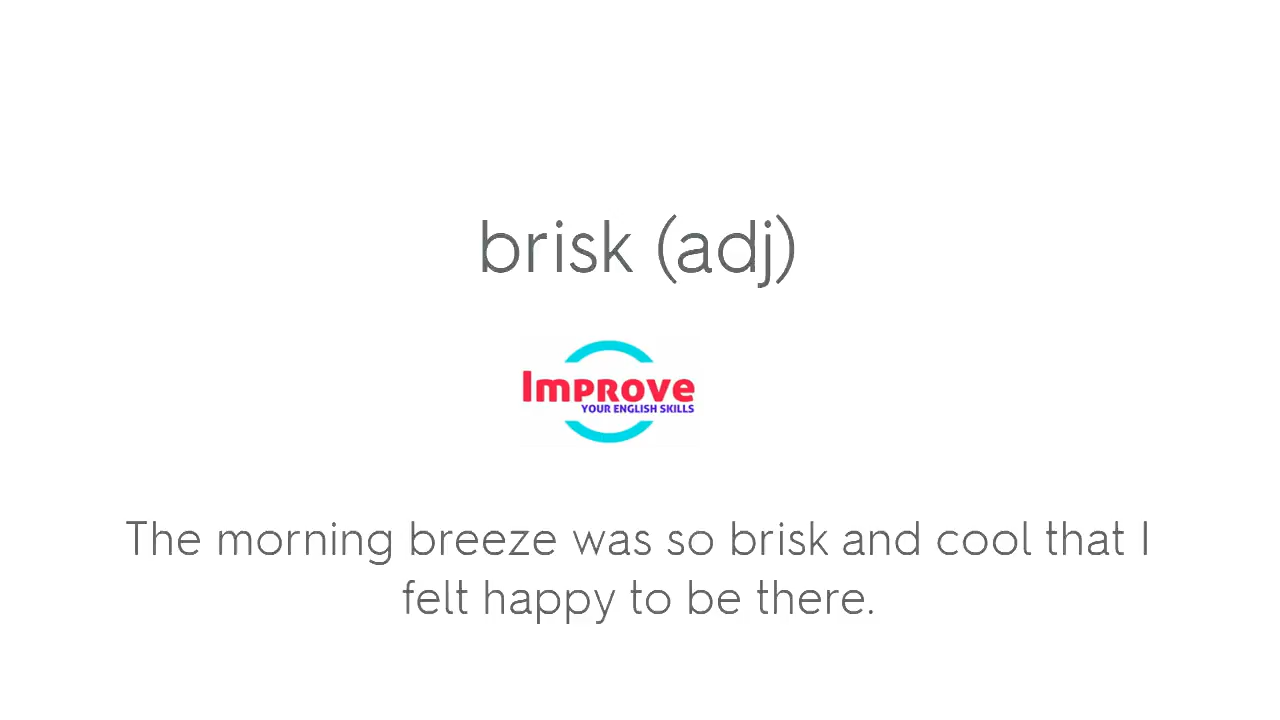 brisk (adj)
Improve
YOUR ENGLISH SKILLS
The morning breeze was so brisk and cool that I
felt happy to be there.